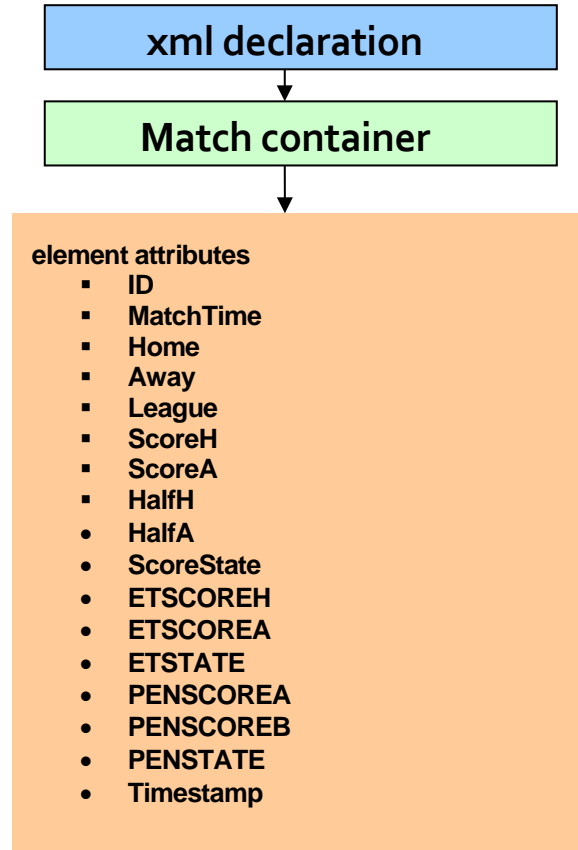 xml declaration
Match container
element attributes
▪ ID
▪ MatchTime
▪ Home
▪ Away
▪ League
▪ ScoreH
▪ ScoreA
▪ HalfH
• HalfA
• ScoreState
• ETSCOREH
• ETSCOREA
• ETSTATE
• PENSCOREA
• PENSCOREB
• PENSTATE
• Timestamp